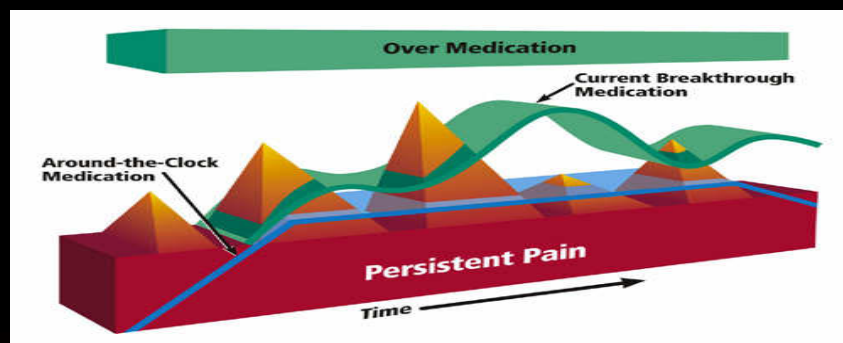 Over Medication
Current Breakthrough
Medication
Around-the-Clock
Medication
Persistent Pain
Time